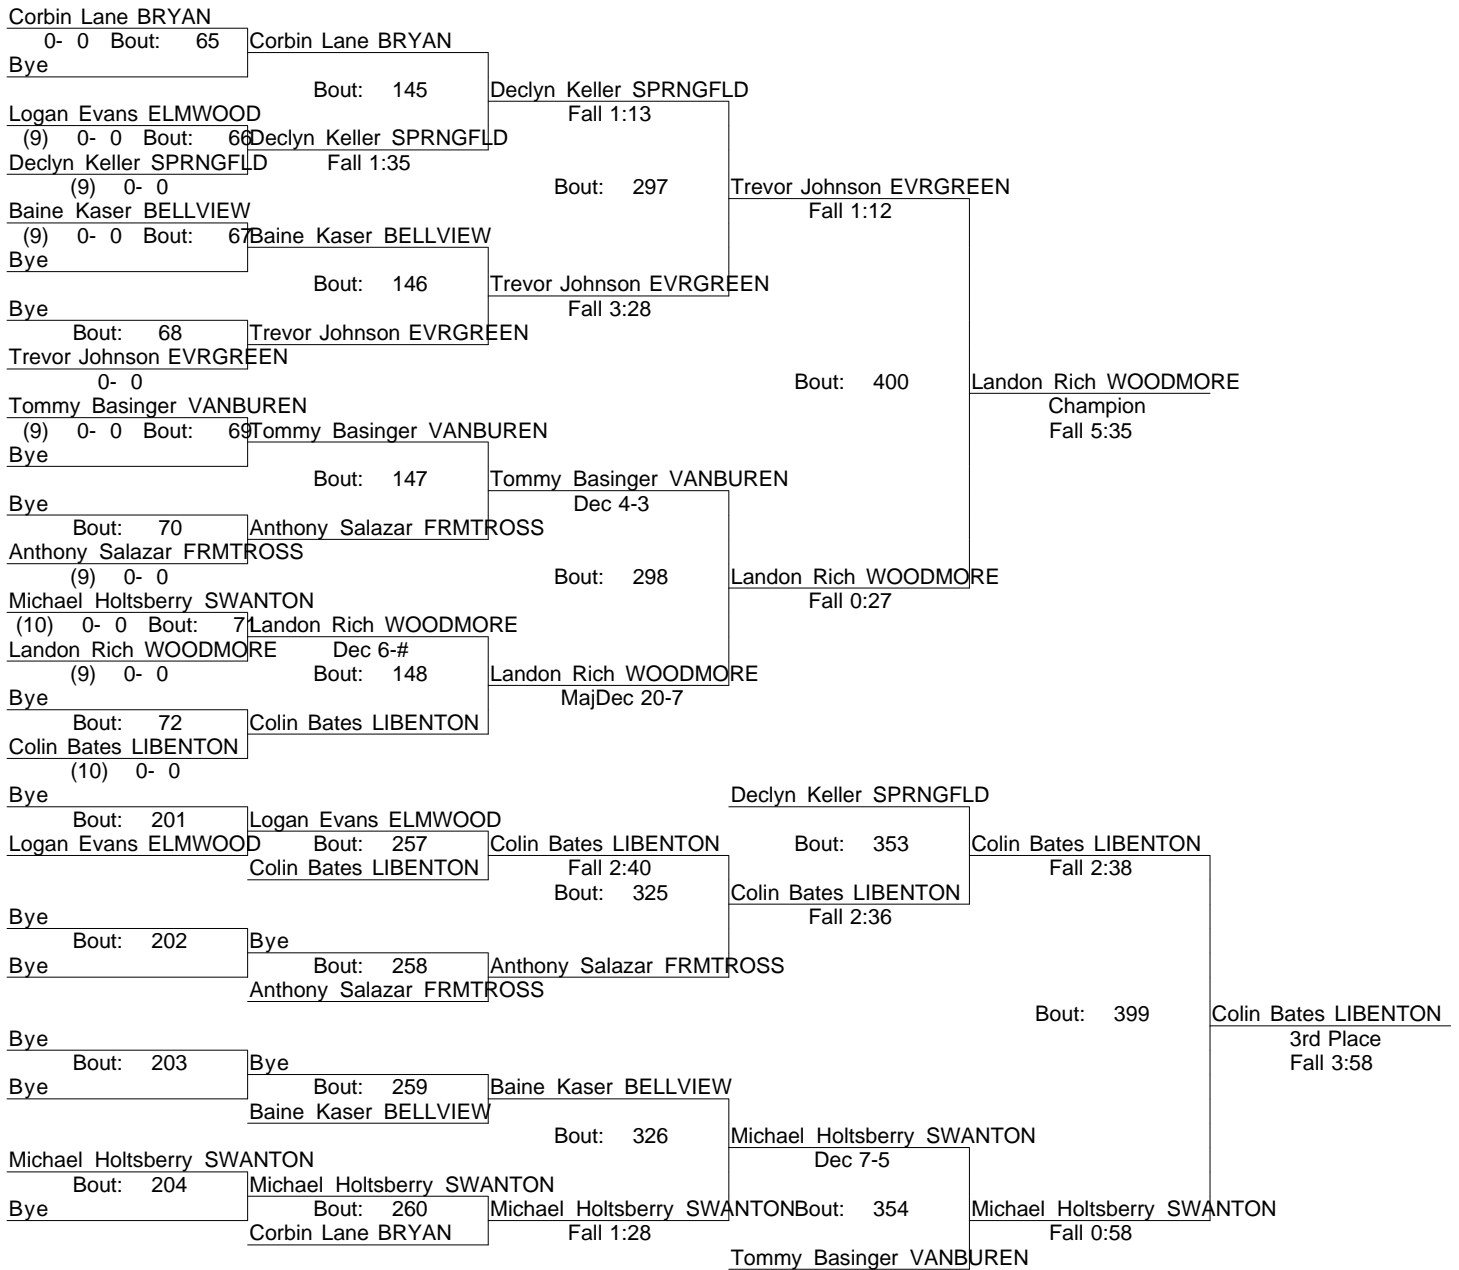 Corbin Lane BRYAN
0- 0 Bout: 65 Corbin Lane BRYAN
Bye
Bout: 145 Declyn Keller SPRNGFLD
Logan Evans ELMWOOD Fall 1:13
(9) 0- 0 Bout: 66 Declyn Keller SPRNGFLD
Declyn Keller SPRNGFLD Fall 1:35
(9) 0- 0 Bout: 297 Trevor Johnson EVRGREEN
Baine Kaser BELLVIEW Fall 1:12
(9) 0- 0 Bout: 67 Baine Kaser BELLVIEW
Bye
Bout: 146 Trevor Johnson EVRGREEN
Bye Fall 3:28
Bout: 68 Trevor Johnson EVRGREEN
Trevor Johnson EVRGREEN
0- 0 Bout: 400 Landon Rich WOODMORE
Tommy Basinger VANBUREN Champion
(9) 0- 0 Bout: 69 Tommy Basinger VANBUREN Fall 5:35
Bye
Bout: 147 Tommy Basinger VANBUREN
Bye Dec 4-3
Bout: 70 Anthony Salazar FRMTROSS
Anthony Salazar FRMTROSS
(9) 0- 0 Bout: 298 Landon Rich WOODMORE
Michael Holtsberry SWANTON Fall 0:27
(10) 0- 0 Bout: 71 Landon Rich WOODMORE
Landon Rich WOODMORE Dec 6-#
(9) 0- 0 Bout: 148 Landon Rich WOODMORE
Bye MajDec 20-7
Bout: 72 Colin Bates LIBENTON
Colin Bates LIBENTON
(10) 0- 0
Bye Declyn Keller SPRNGFLD
Bout: 201 Logan Evans ELMWOOD
Logan Evans ELMWOOD Bout: 257 Colin Bates LIBENTON Bout: 353 Colin Bates LIBENTON
Colin Bates LIBENTON Fall 2:40 Fall 2:38
Bout: 325 Colin Bates LIBENTON
Bye Fall 2:36
Bout: 202 Bye
Bye Bout: 258 Anthony Salazar FRMTROSS
Anthony Salazar FRMTROSS
Bout: 399 Colin Bates LIBENTON
Bye 3rd Place
Bout: 203 Bye Fall 3:58
Bye Bout: 259 Baine Kaser BELLVIEW
Baine Kaser BELLVIEW
Bout: 326 Michael Holtsberry SWANTON
Michael Holtsberry SWANTON Dec 7-5
Bout: 204 Michael Holtsberry SWANTON
Bye Bout: 260 Michael Holtsberry SWANTON Bout: 354 Michael Holtsberry SWANTON
Corbin Lane BRYAN Fall 1:28 Fall 0:58
Tommy Basinger VANBUREN